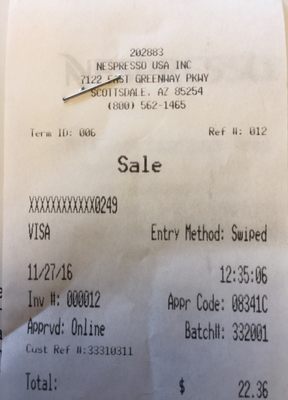 202883
NESPRESSO USA INC
7122 EAST GREENWAY PKWY
SCOTTSDALE, AZ 85254
(800) 562-1465
Term ID: 006 Ref #: 012
Sale
XXXXXXXXXXXX0249
VISA Entry Method: Swiped
11/27/16 12:35:06
Inv #: 000012 Appr Code: 08341C
Apprvd: Online Batch#: 332001
Cust Ref #:33310311
Total: $ 22.36